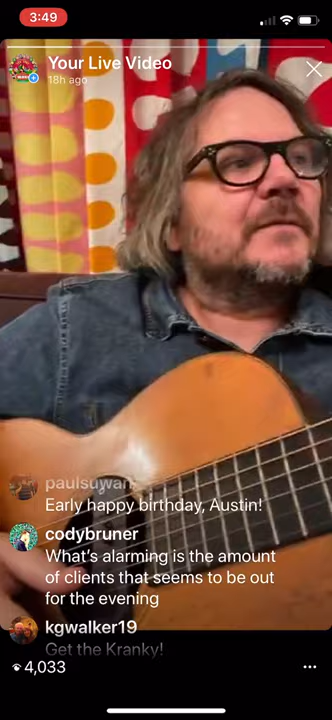 3:49
Your Live Video
18h ago
paulsuwan
Early happy birthday, Austin!
codybruner
What's alarming is the amount
of clients that seems to be out
for the evening
kgwalker19
Get the Kranky!
4,033